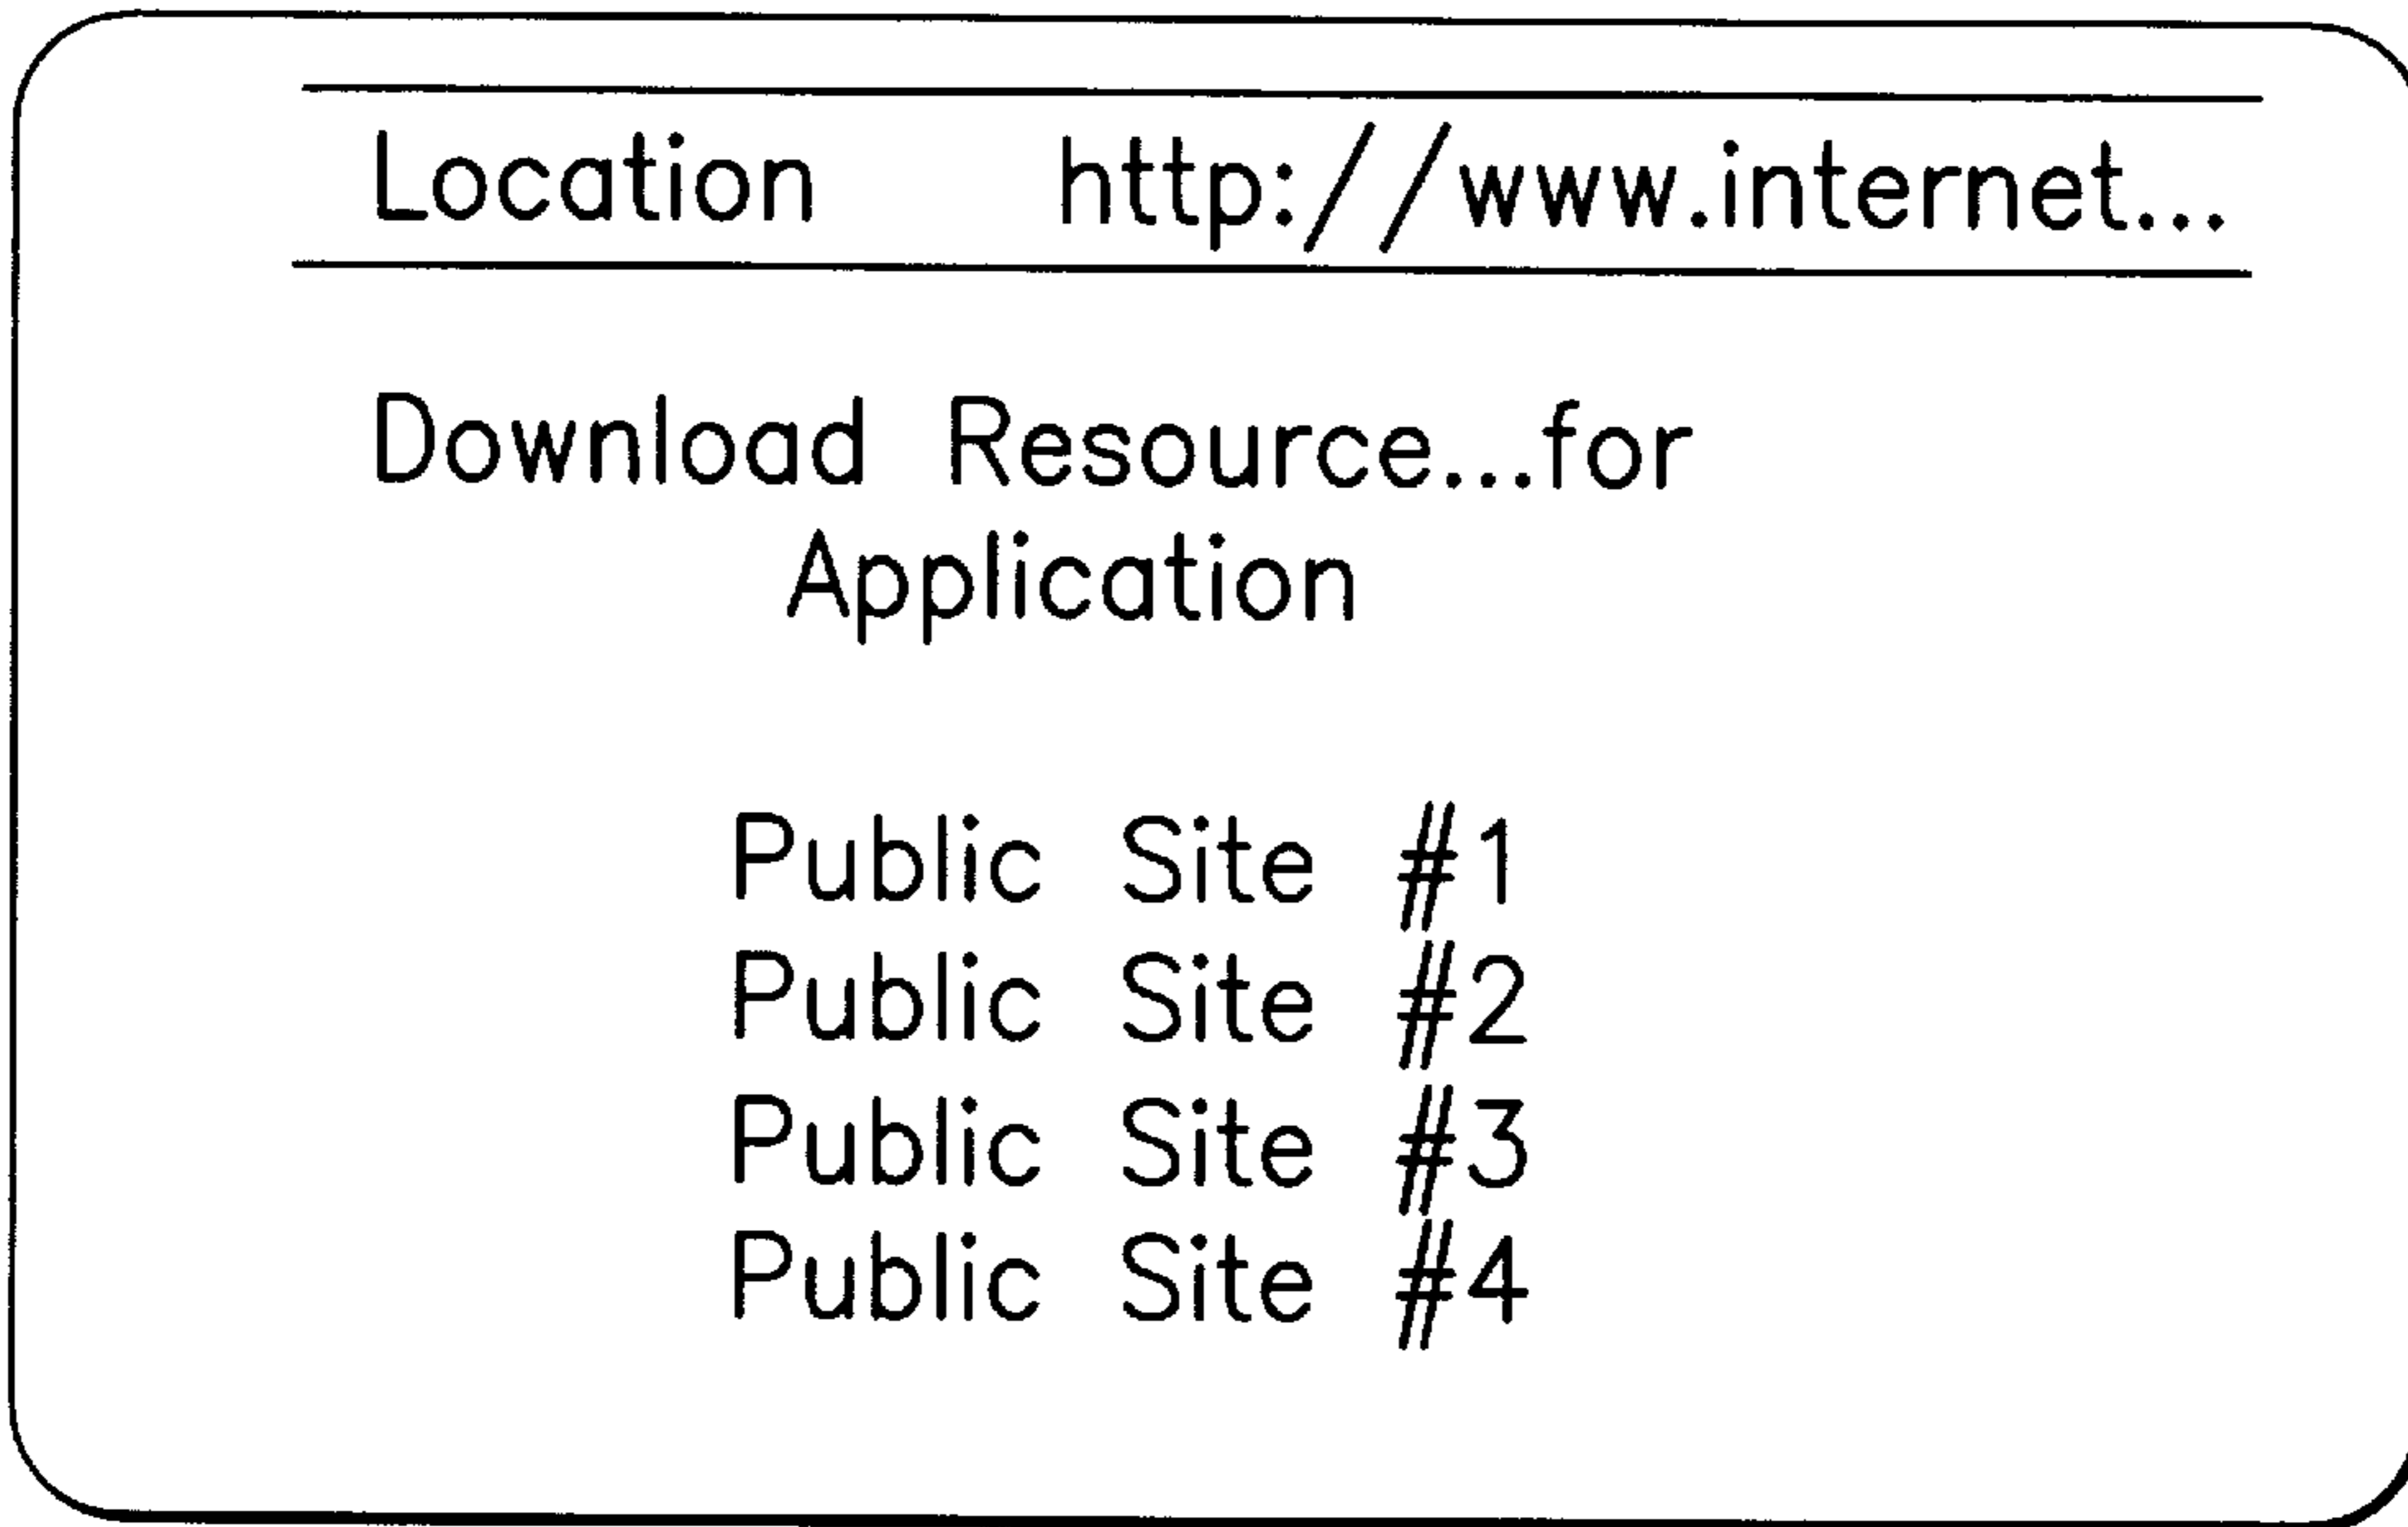 Location http://www.internet...
Download Resource...for
Application
Public Site #1
Public Site #2
Public Site #3
Public Site #4